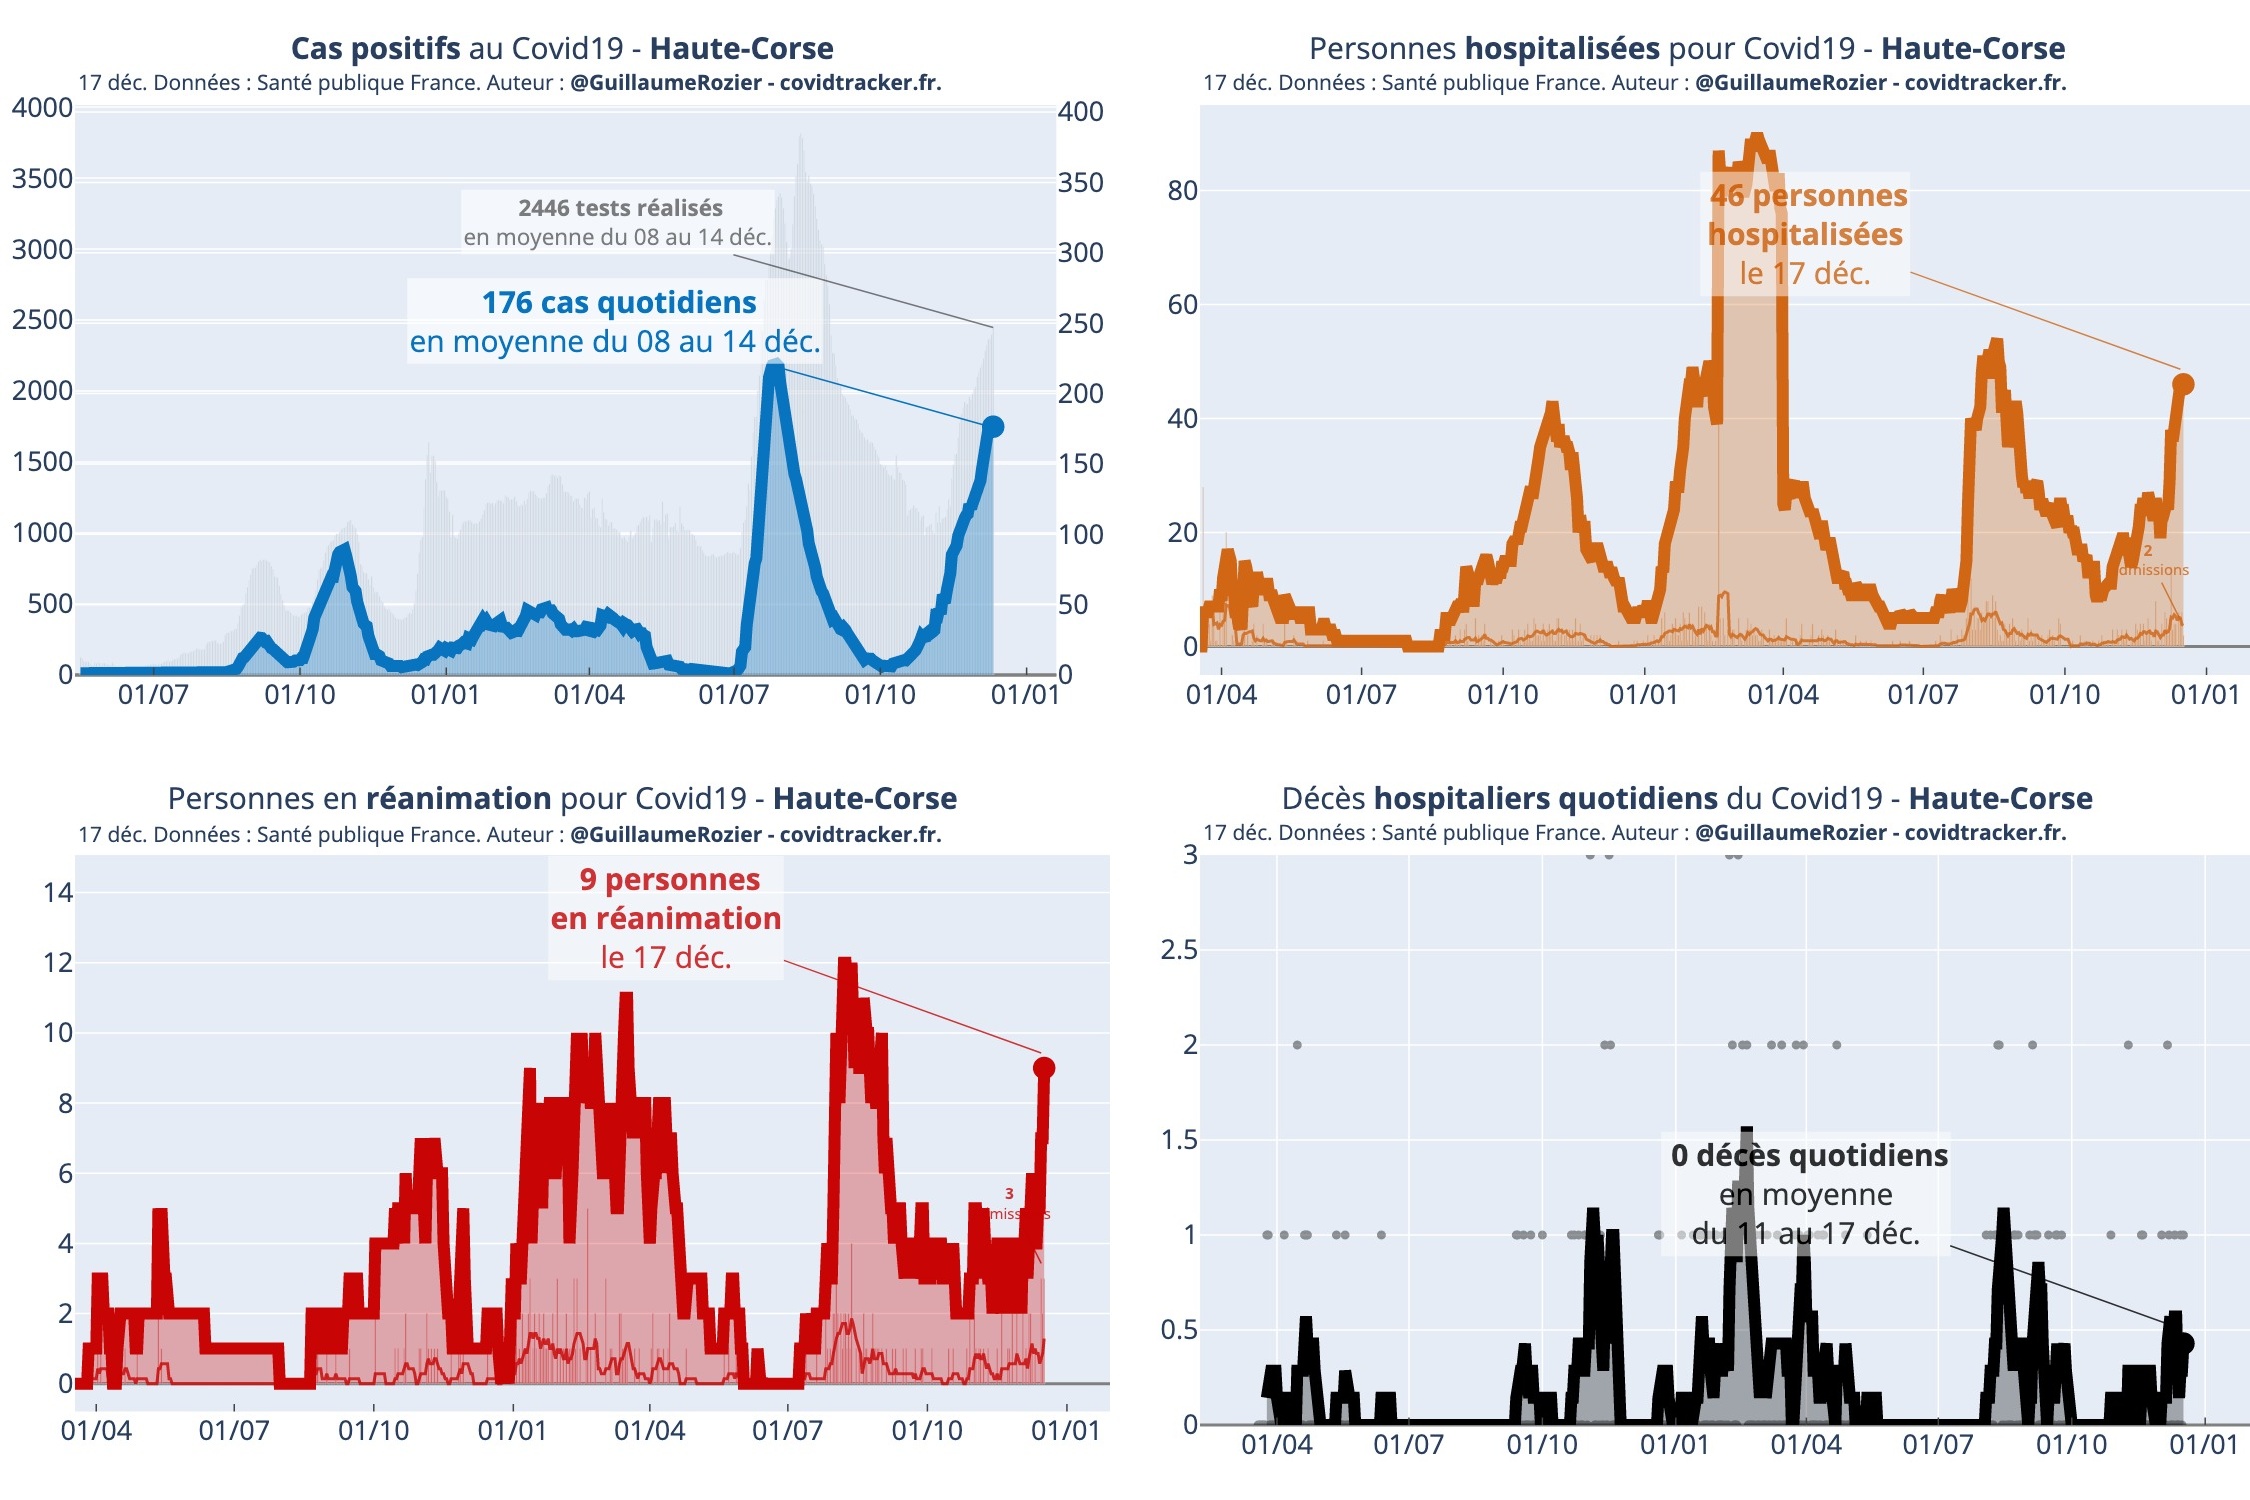 Cas positifs au Covid19 - Haute-Corse
17 déc. Données : Santé publique France. Auteur : @GuillaumeRozier - covidtracker.fr.
4000
3500
3000
2500
2000
1500
1000
500
0
400
350
300
250
200
150
100
50
0
2446 tests réalisés
en moyenne du 08 au 14 déc.
176 cas quotidiens
en moyenne du 08 au 14 déc.
01/07 01/10 01/01 01/04 01/07 01/10 01/01
Personnes hospitalisées pour Covid19 - Haute-Corse
17 déc. Données : Santé publique France. Auteur : @GuillaumeRozier - covidtracker.fr.
80
60
40
20
0
46 personnes
hospitalisées
le 17 déc.
2
dmissions
01/04 01/07 01/10 01/01 01/04 01/07 01/10 01/01
Personnes en réanimation pour Covid19 - Haute-Corse
17 déc. Données : Santé publique France. Auteur : @GuillaumeRozier - covidtracker.fr.
14
12
10
8
6
4
2
0
9 personnes
en réanimation
le 17 déc.
3
01/04 01/07 01/10 01/01 01/04 01/07 01/10 01/01
Décès hospitaliers quotidiens du Covid19 - Haute-Corse
17 déc. Données : Santé publique France. Auteur : @GuillaumeRozier - covidtracker.fr.
3
2.5
2
1.5
1
0.5
0
0 décès quotidiens
en moyenne
du 11 au 17 déc.
01/04 01/07 01/10 01/01 01/04 01/07 01/10 01/01